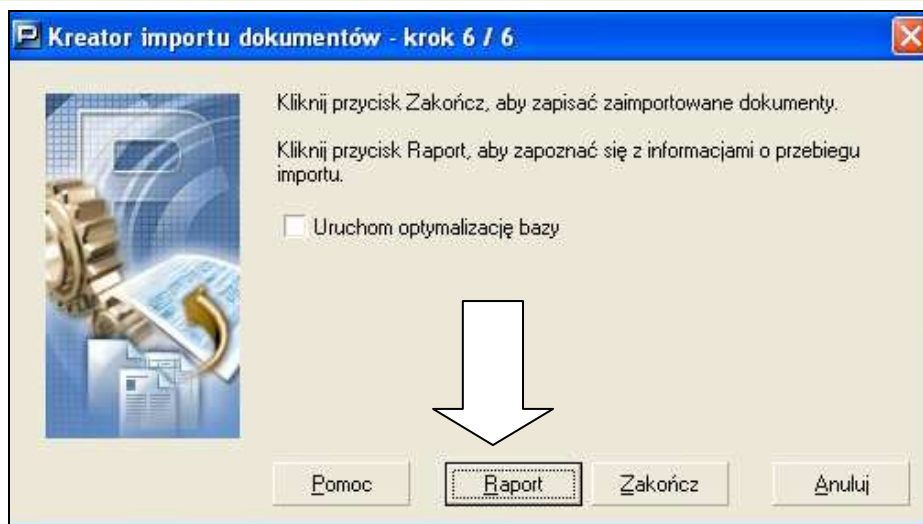 Kreator importu dokumentów - krok 6 / 6
Kliknij przycisk Zakończ, aby zapisać zaimportowane dokumenty.
Kliknij przycisk Raport, aby zapoznać się z informacjami o przebiegu
importu.
Uruchom optymalizację bazy
Pomoc Raport Zakończ Anuluj